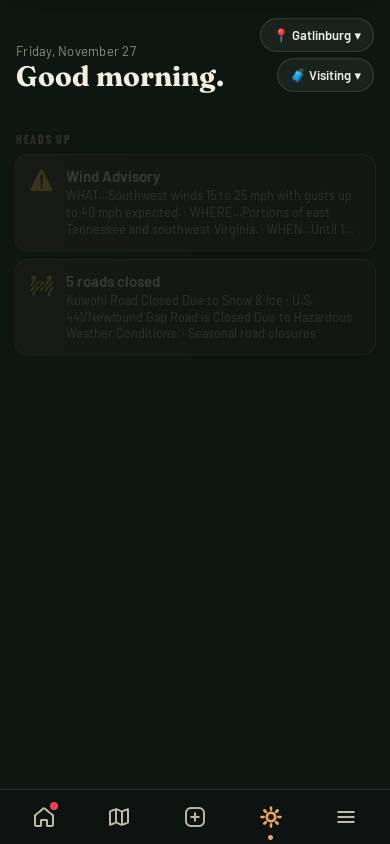 Friday, November 27
Good morning.
📍 Gatlinburg ▾
🧳 Visiting ▾
HEADS UP
Wind Advisory
WHAT...Southwest winds 15 to 25 mph with gusts up
to 40 mph expected. · WHERE...Portions of east
Tennessee and southwest Virginia. · WHEN...Until 1...
5 roads closed
Kuwohi Road Closed Due to Snow & Ice · U.S.
441/Newfound Gap Road is Closed Due to Hazardous
Weather Conditions. · Seasonal road closures